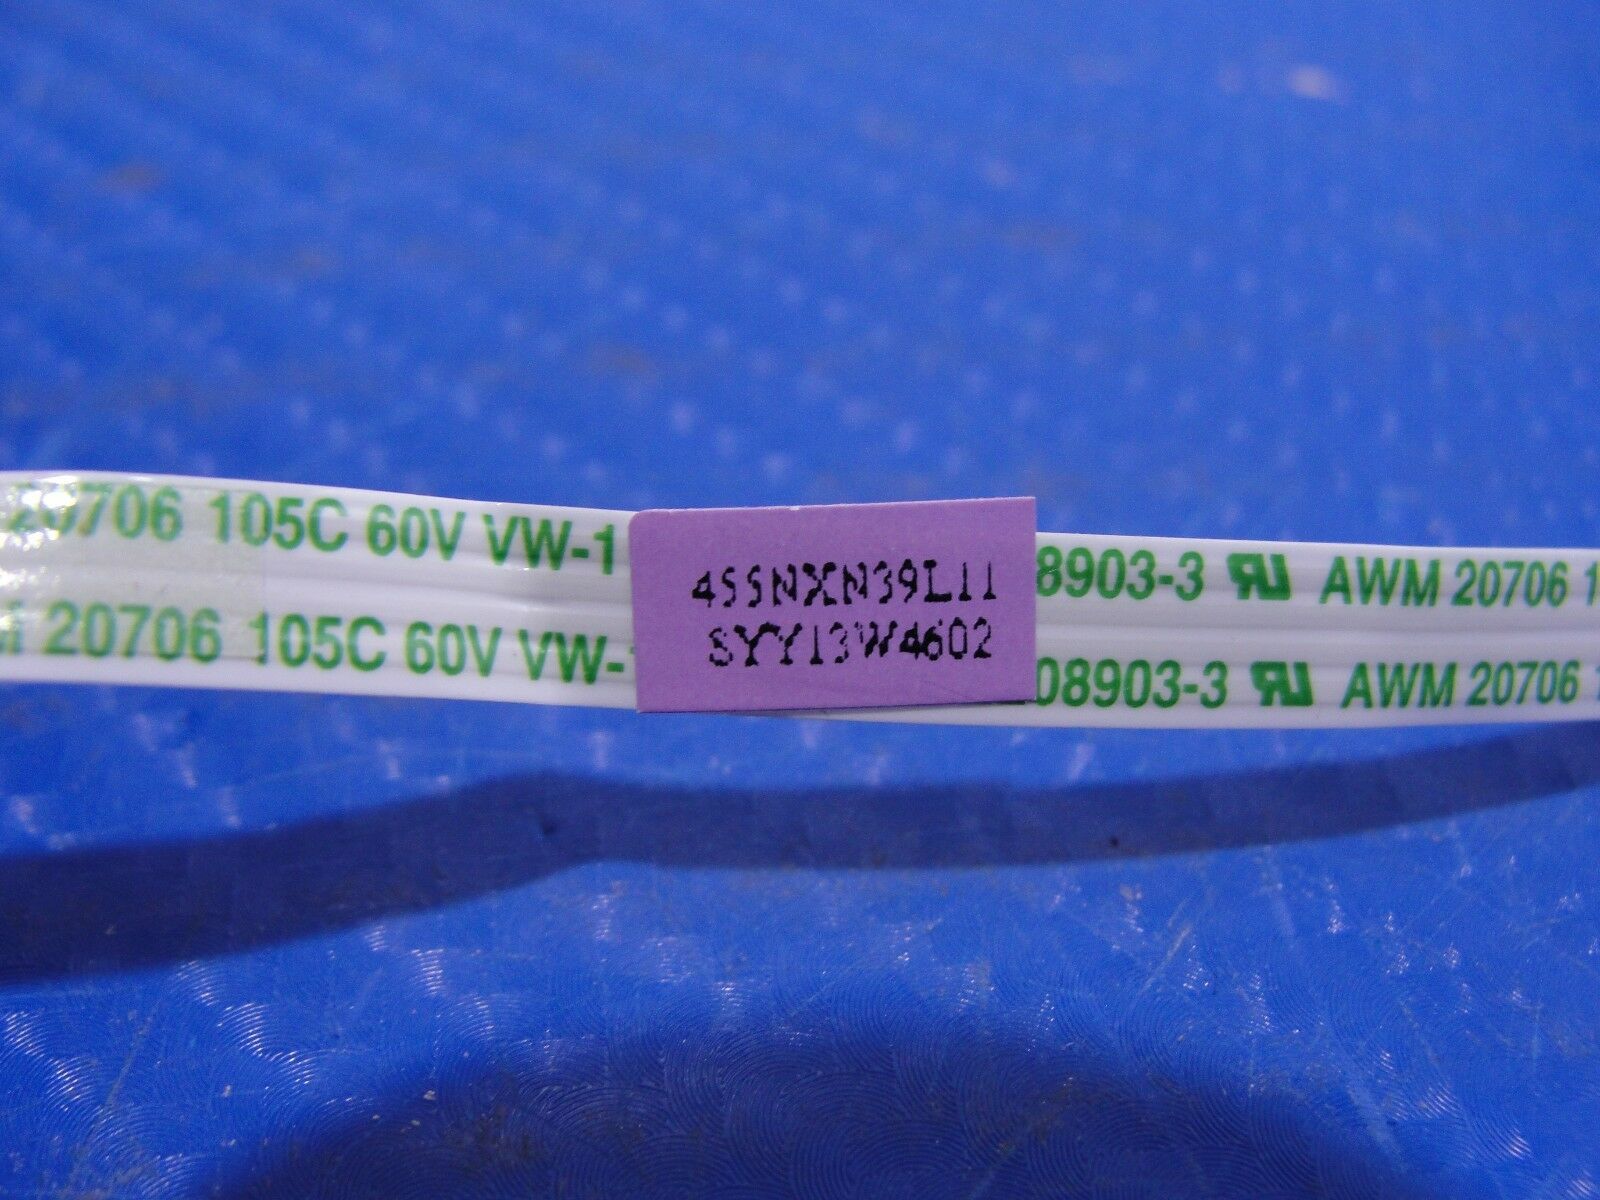 20706 105C 60V VW-1
20706 105C 60V VW-
4SSNXN39L11
SYY13W4602
8903-3 AWM 20706 1
08903-3 AWM 20706